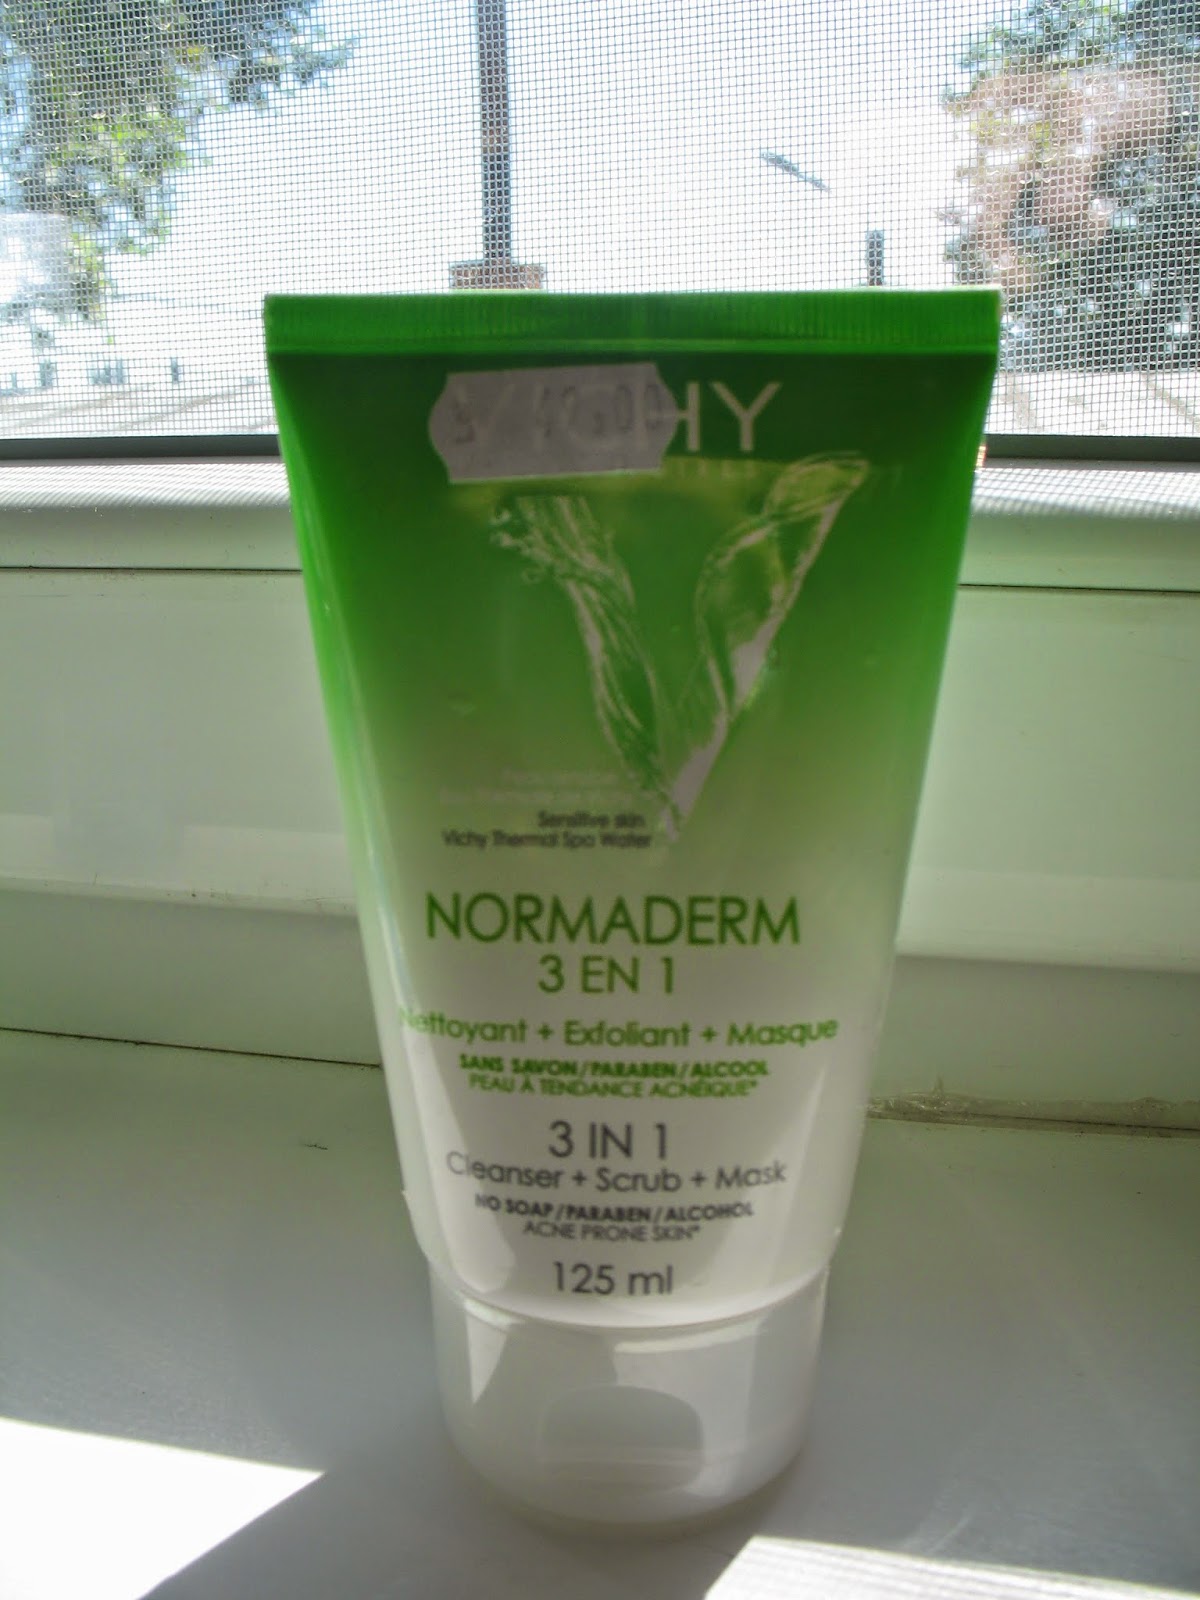 VICHY
Sensitive skin
Vichy Thermal Spa Water
NORMADERM
3 EN 1
Nettoyant + Exfoliant + Masque
SANS SAVON/PARABEN/ALCOOL
PEAU À TENDANCE ACNÉIQUE*
3 IN 1
Cleanser + Scrub + Mask
NO SOAP/PARABEN/ALCOHOL
ACNE PRONE SKIN*
125 ml